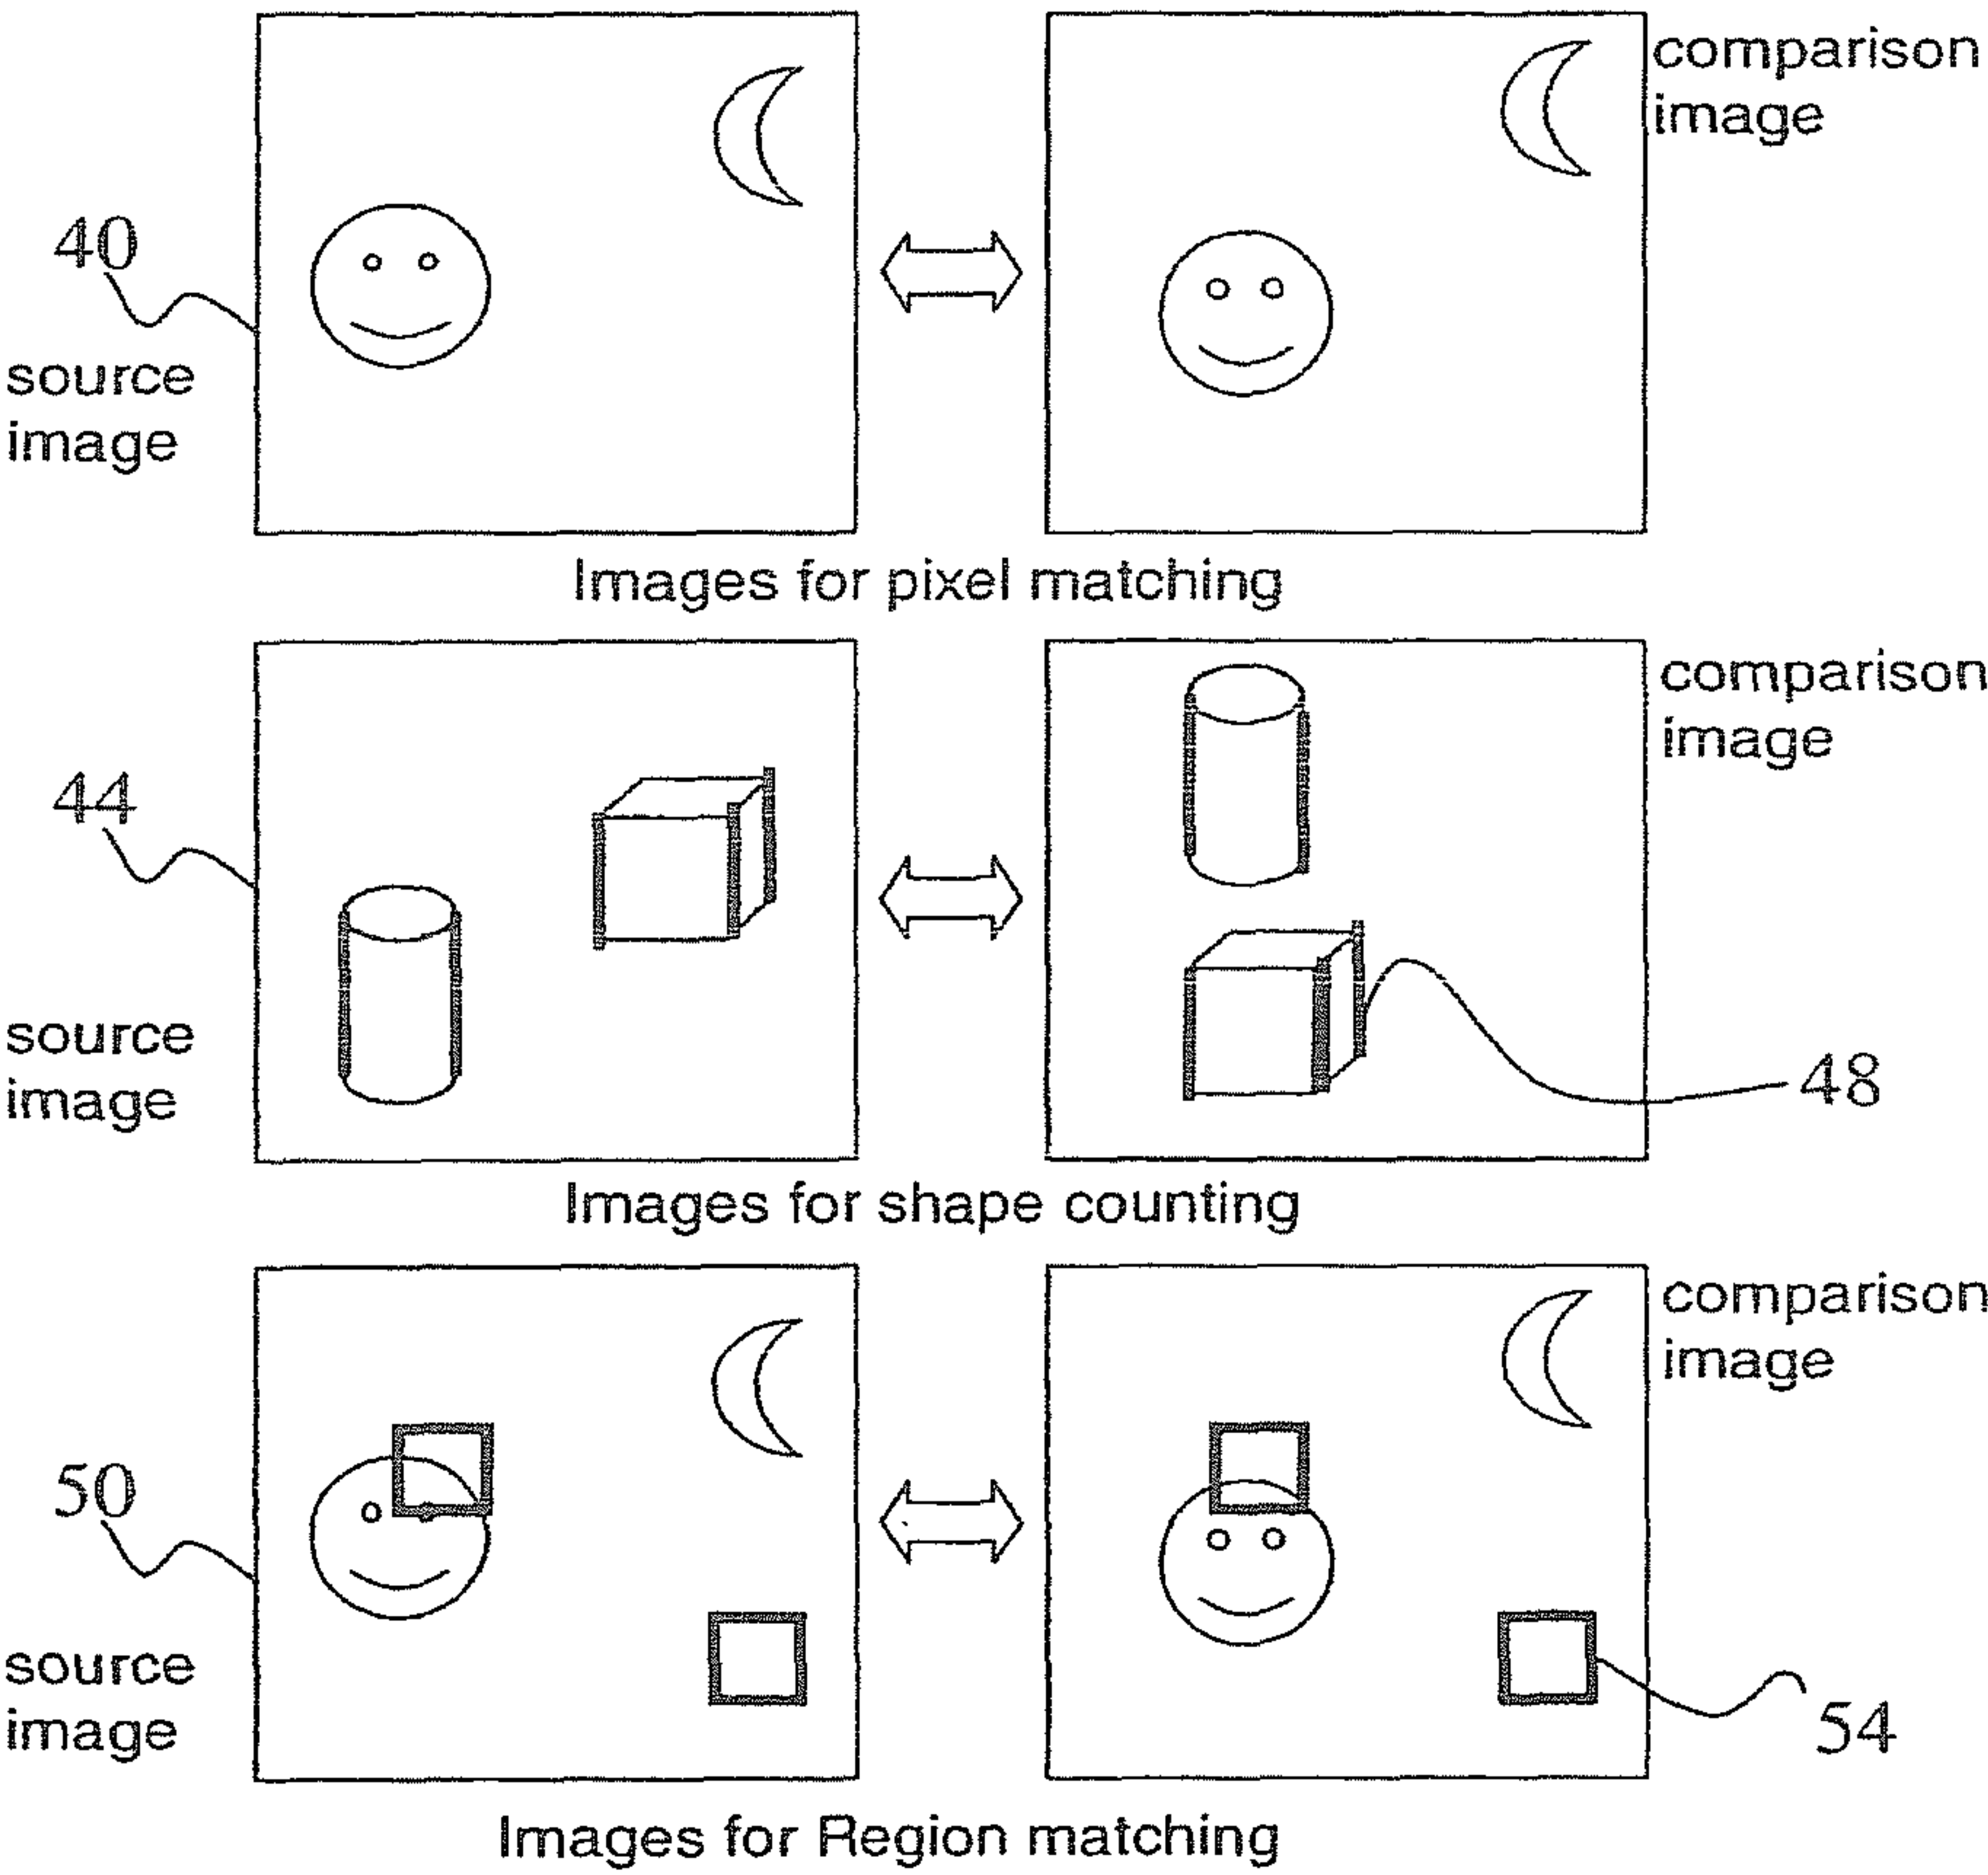 comparison
image
40
source
image
Images for pixel matching
comparison
image
44
source
image
48
Images for shape counting
comparison
image
50
source
image
54
Images for Region matching